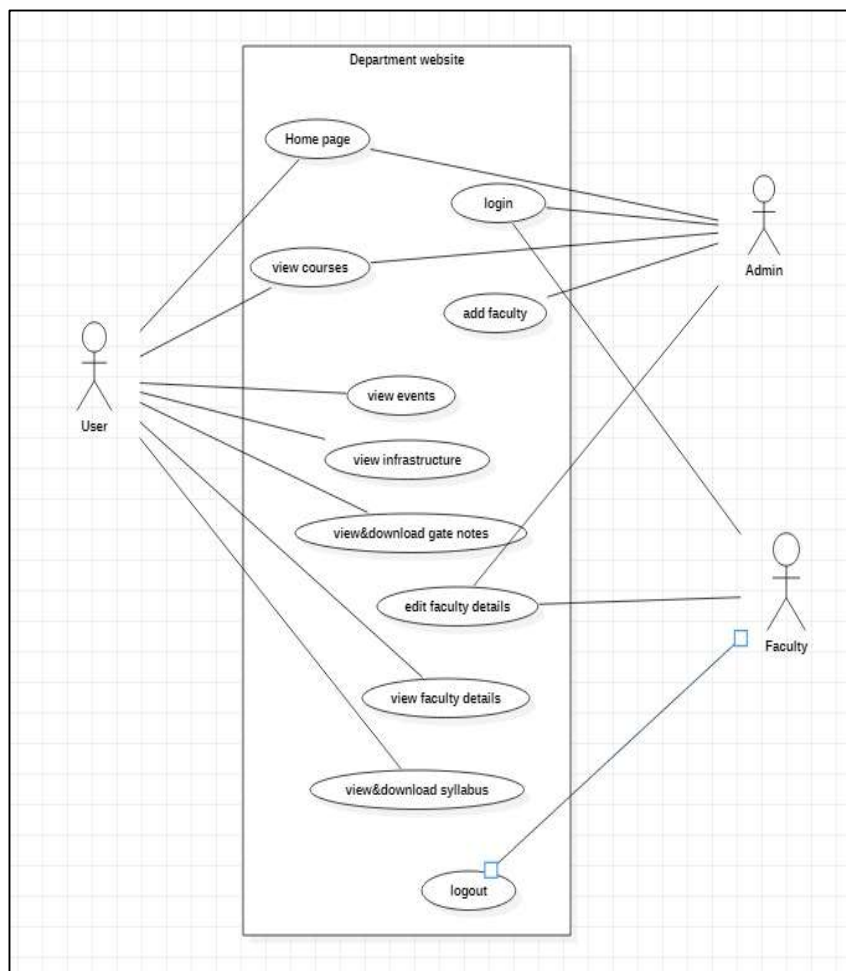 Department website
Home page
login
Admin
view courses
add faculty
User
view events
view infrastructure
view&download gate notes
edit faculty details
Faculty
view faculty details
view&download syllabus
logout